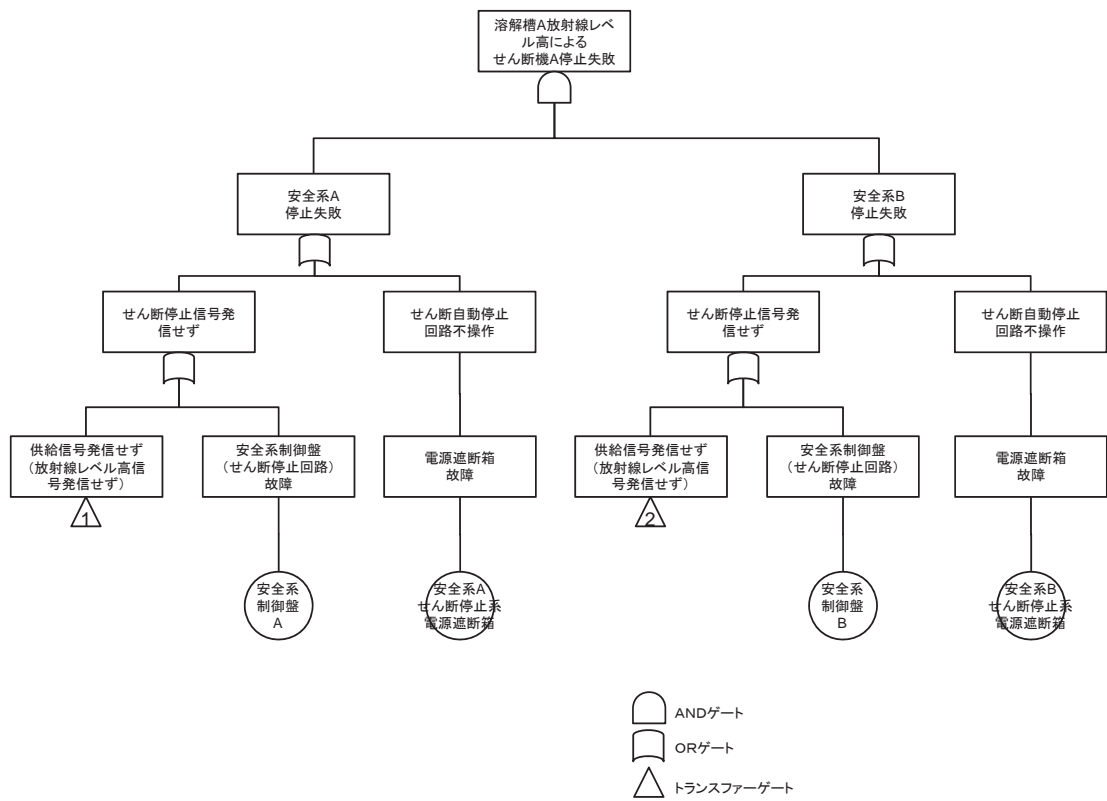 溶解槽A放射線レベ
ル高による
せん断機A停止失敗
安全系A
停止失敗
安全系B
停止失敗
せん断停止信号発
信せず
せん断自動停止
回路不操作
せん断停止信号発
信せず
せん断自動停止
回路不操作
供給信号発信せず
（放射線レベル高信
号発信せず）
安全系制御盤
（せん断停止回路）
故障
電源遮断箱
故障
供給信号発信せず
（放射線レベル高信
号発信せず）
安全系制御盤
（せん断停止回路）
故障
電源遮断箱
故障
1
2
安全系
制御盤
A
安全系A
せん断停止系
電源遮断箱
安全系
制御盤
B
安全系B
せん断停止系
電源遮断箱
ANDゲート
ORゲート
トランスファーゲート